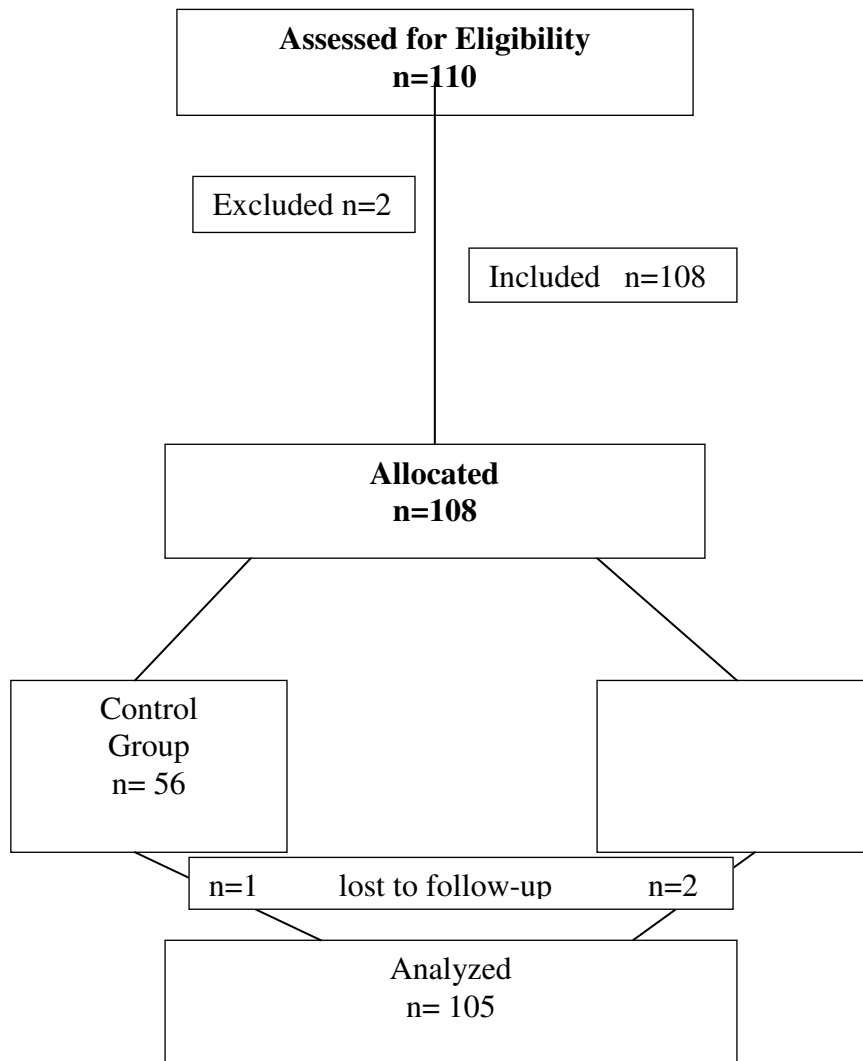 Assessed for Eligibility
n=110
Excluded n=2
Included n=108
Allocated
n=108
Control
Group
n= 56
n=1 lost to follow-up n=2
Analyzed
n= 105